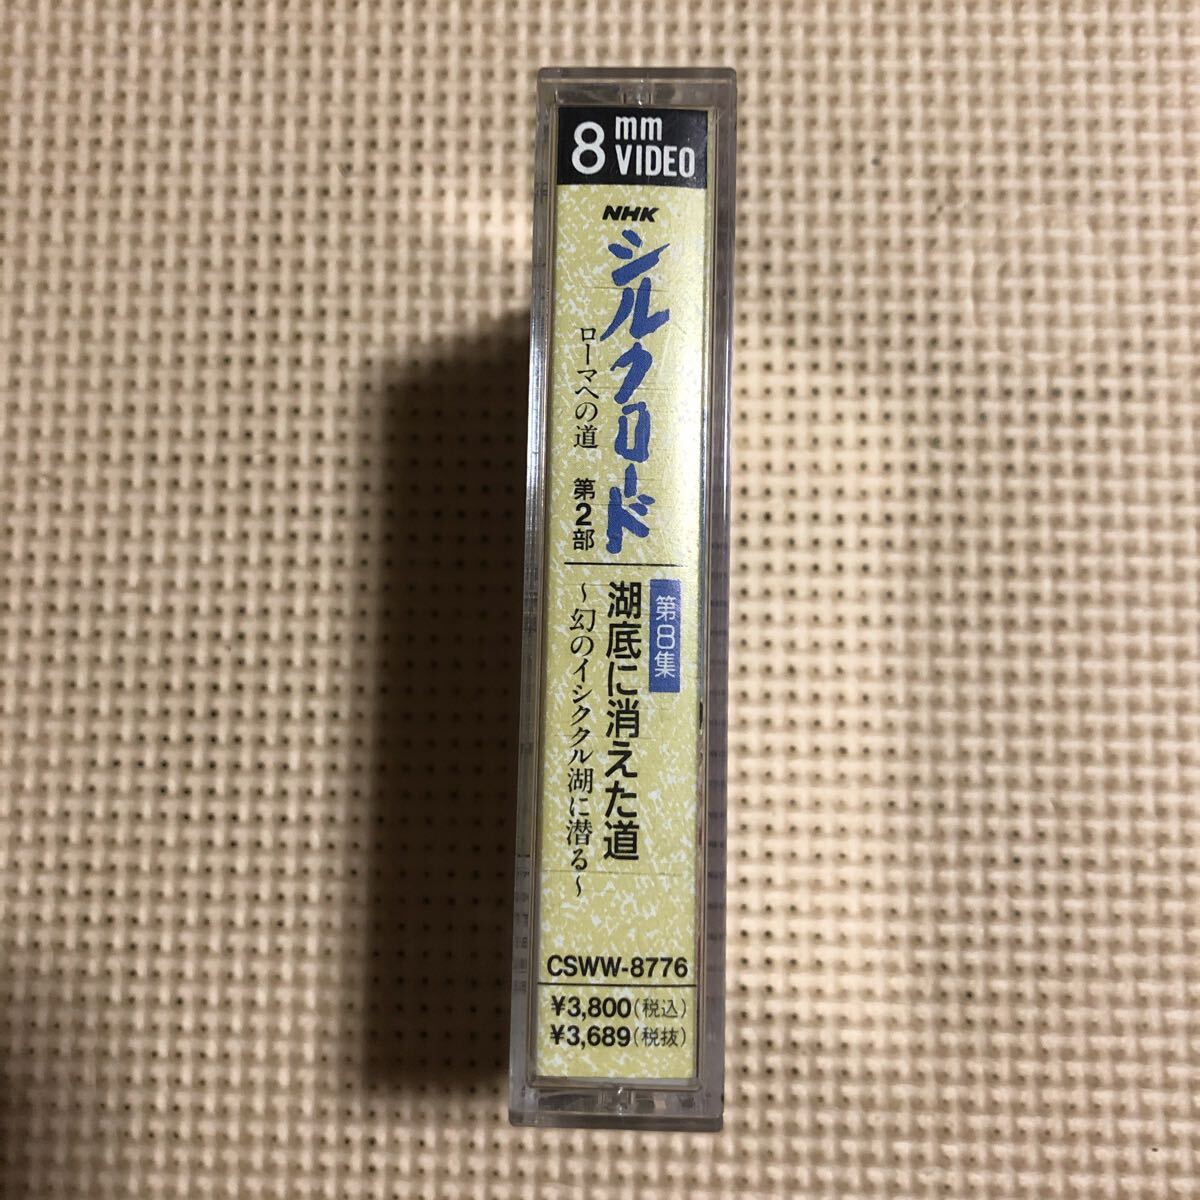 8 mm VIDEO
NHK
シルクロード
ローマへの道 第2部
第8集
湖底に消えた道
~幻のイシククル湖に潜る~
CSWW-8776
¥3,800(税込)
¥3,689(税抜)